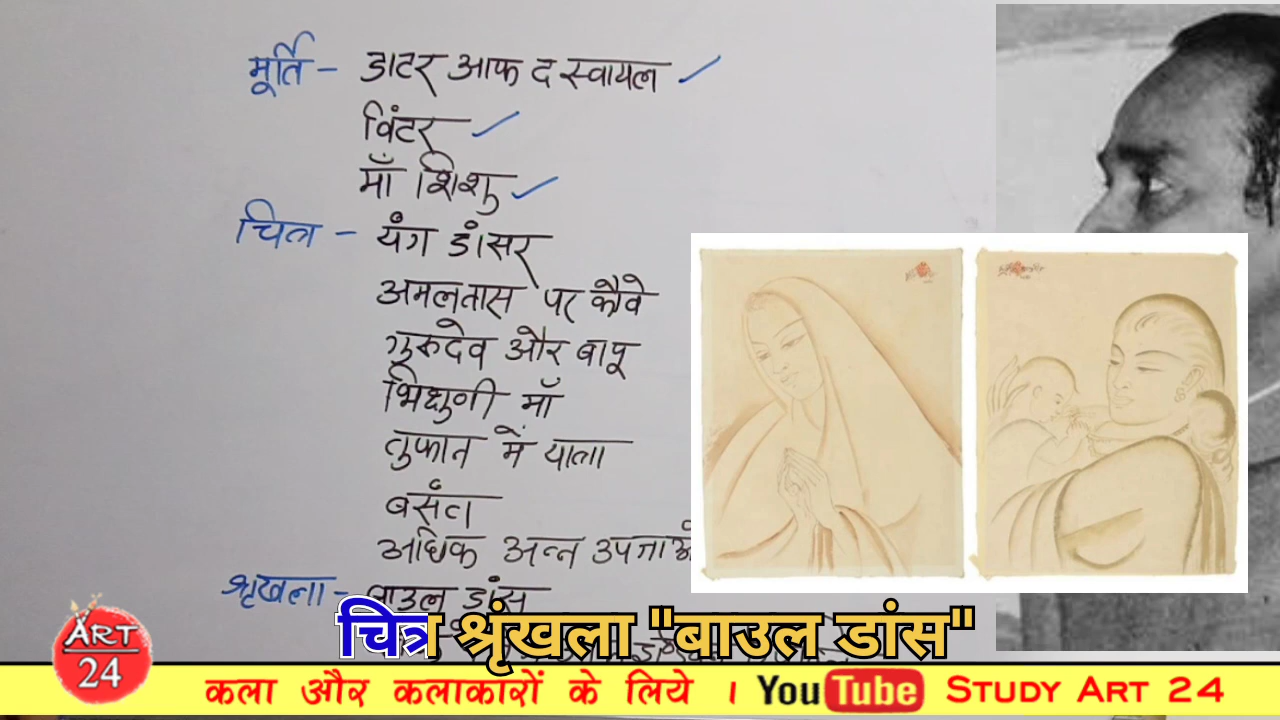 मूर्ति - डाटर आफ द स्वायल
विंटर
माँ शिशु
चित्र - यंग डांसर
अमलतास पर कौवे
गुरुदेव और बापू
भिक्षुणी माँ
तुफान में यात्रा
बसंत
अधिक अन्न उपजाओ
श्रृखला - बाउल डांस
चित्र श्रृंखला "बाउल डांस"
ART
24
कला और कलाकारों के लिये । YouTube STUDY ART 24